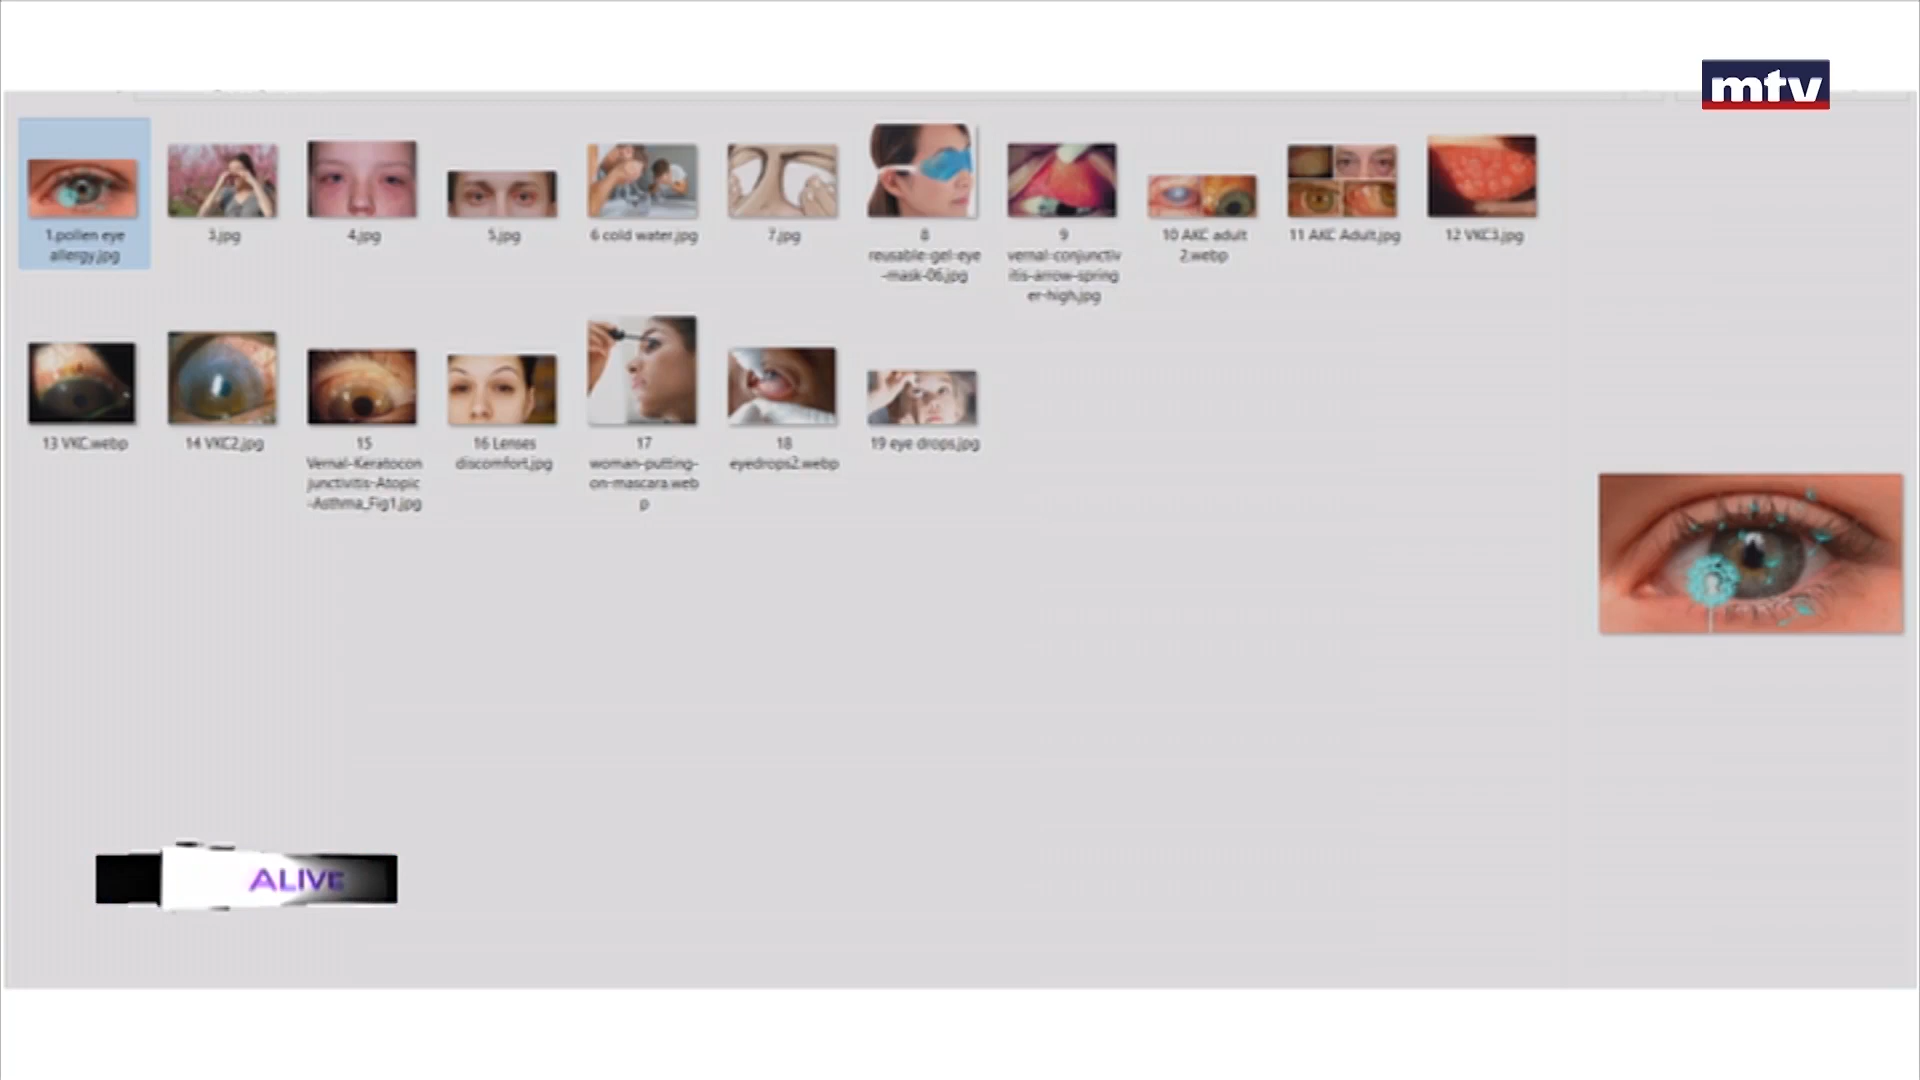 mtv
1.pollen eye
allergy.jpg
3.jpg
4.jpg
5.jpg
6 cold water.jpg
7.jpg
8
reusable-gel-eye
-mask-06.jpg
9
vernal-conjunctiv
itis-arrow-spring
er-high.jpg
10 AKC adult
2.webp
11 AKC Adult.jpg
12 VKC3.jpg
13 VKC.webp
14 VKC2.jpg
15
Vernal-Keratocon
junctivitis-Atopic
-Asthma_Fig1.jpg
16 Lenses
discomfort.jpg
17
woman-putting-
on-mascara.web
p
18
eyedrops2.webp
19 eye drops.jpg
ALIVE